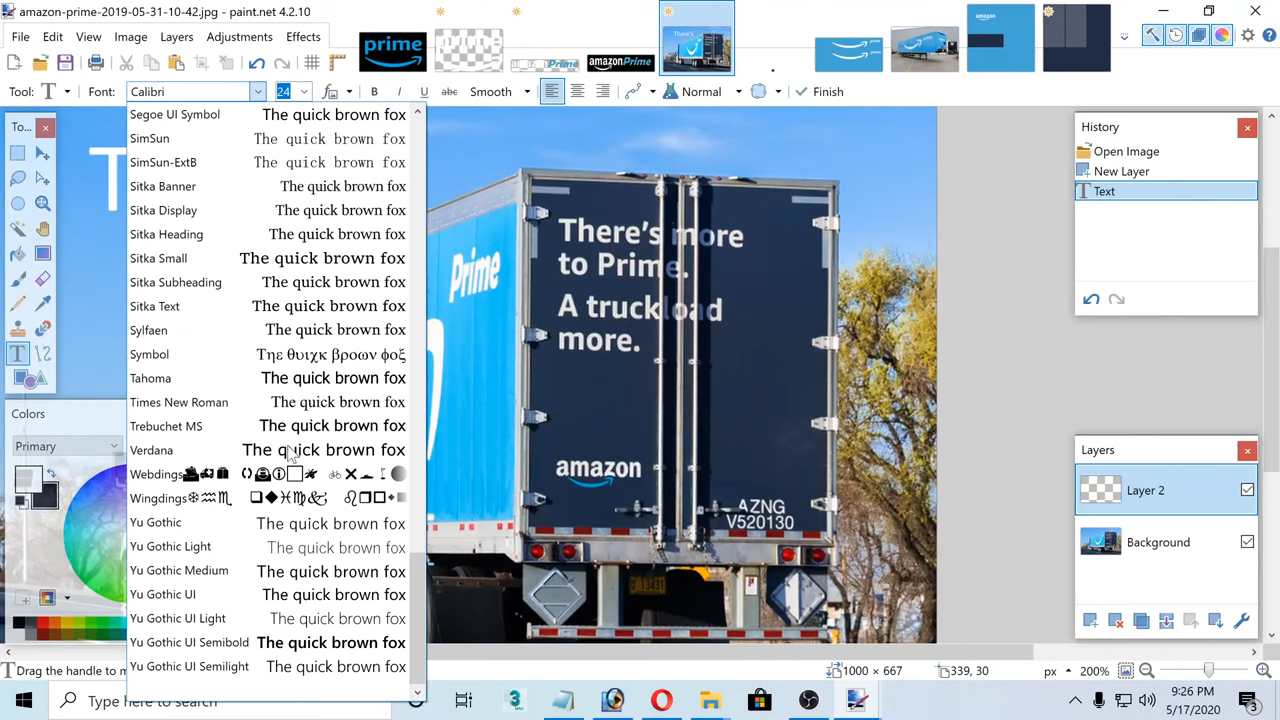 amazon-prime-2019-05-31-10-42.jpg - paint.net 4.2.10
File Edit View Image Layers Adjustments Effects
prime
prime
Prime
amazonPrime
There's
amazon
Tool: T Font: Calibri 24 B I U abc Smooth Normal Finish
To...
Colors
Primary
Segoe UI Symbol The quick brown fox
SimSun The quick brown fox
SimSun-ExtB The quick brown fox
Sitka Banner The quick brown fox
Sitka Display The quick brown fox
Sitka Heading The quick brown fox
Sitka Small The quick brown fox
Sitka Subheading The quick brown fox
Sitka Text The quick brown fox
Sylfaen The quick brown fox
Symbol Τηε θυιχκ βροων φοξ
Tahoma The quick brown fox
Times New Roman The quick brown fox
Trebuchet MS The quick brown fox
Verdana The quick brown fox
Webdings
Wingdings
Yu Gothic The quick brown fox
Yu Gothic Light The quick brown fox
Yu Gothic Medium The quick brown fox
Yu Gothic UI The quick brown fox
Yu Gothic UI Light The quick brown fox
Yu Gothic UI Semibold The quick brown fox
Yu Gothic UI Semilight The quick brown fox
Prime
There's more
to Prime.
A truckload
more.
amazon
AZNG
V520130
History
Open Image
New Layer
Text
Layers
Layer 2
Background
Drag the handle to m
1000 × 667
339, 30
px
200%
Type here to search
9:26 PM
5/17/2020
3